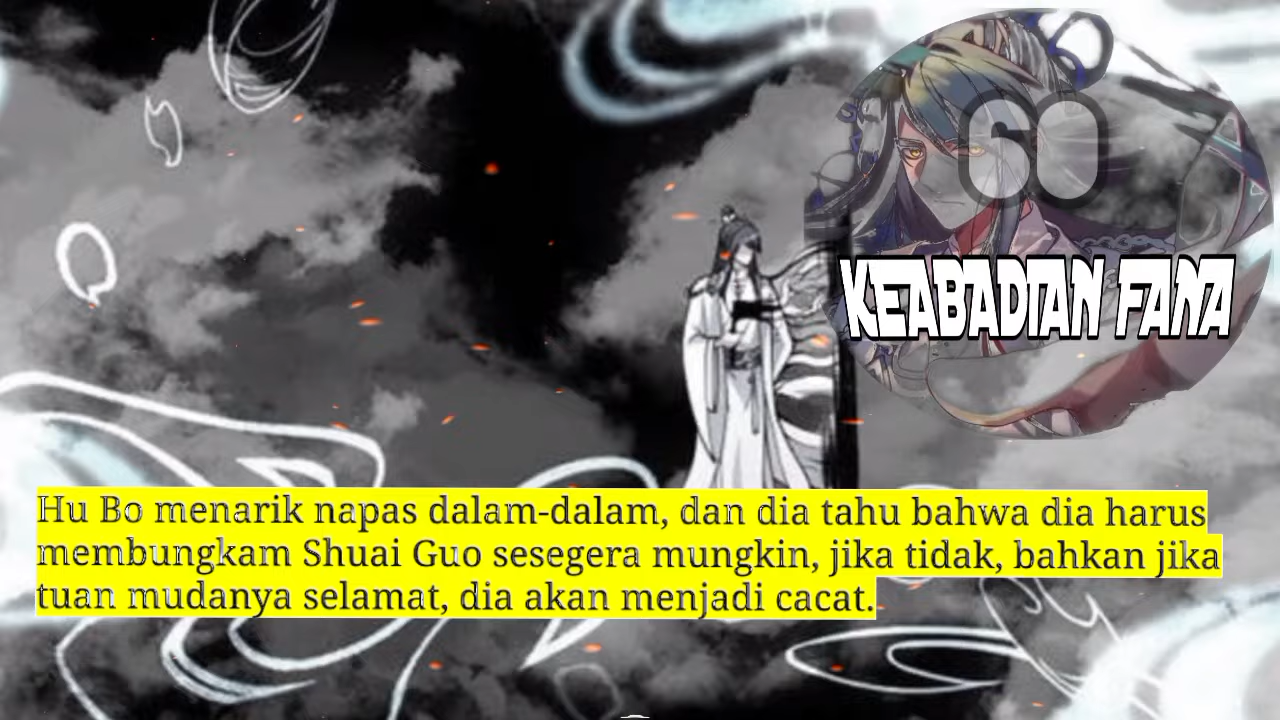 60
KEABADIAN FANA
Hu Bo menarik napas dalam-dalam, dan dia tahu bahwa dia harus
membungkam Shuai Guo sesegera mungkin, jika tidak, bahkan jika
tuan mudanya selamat, dia akan menjadi cacat.